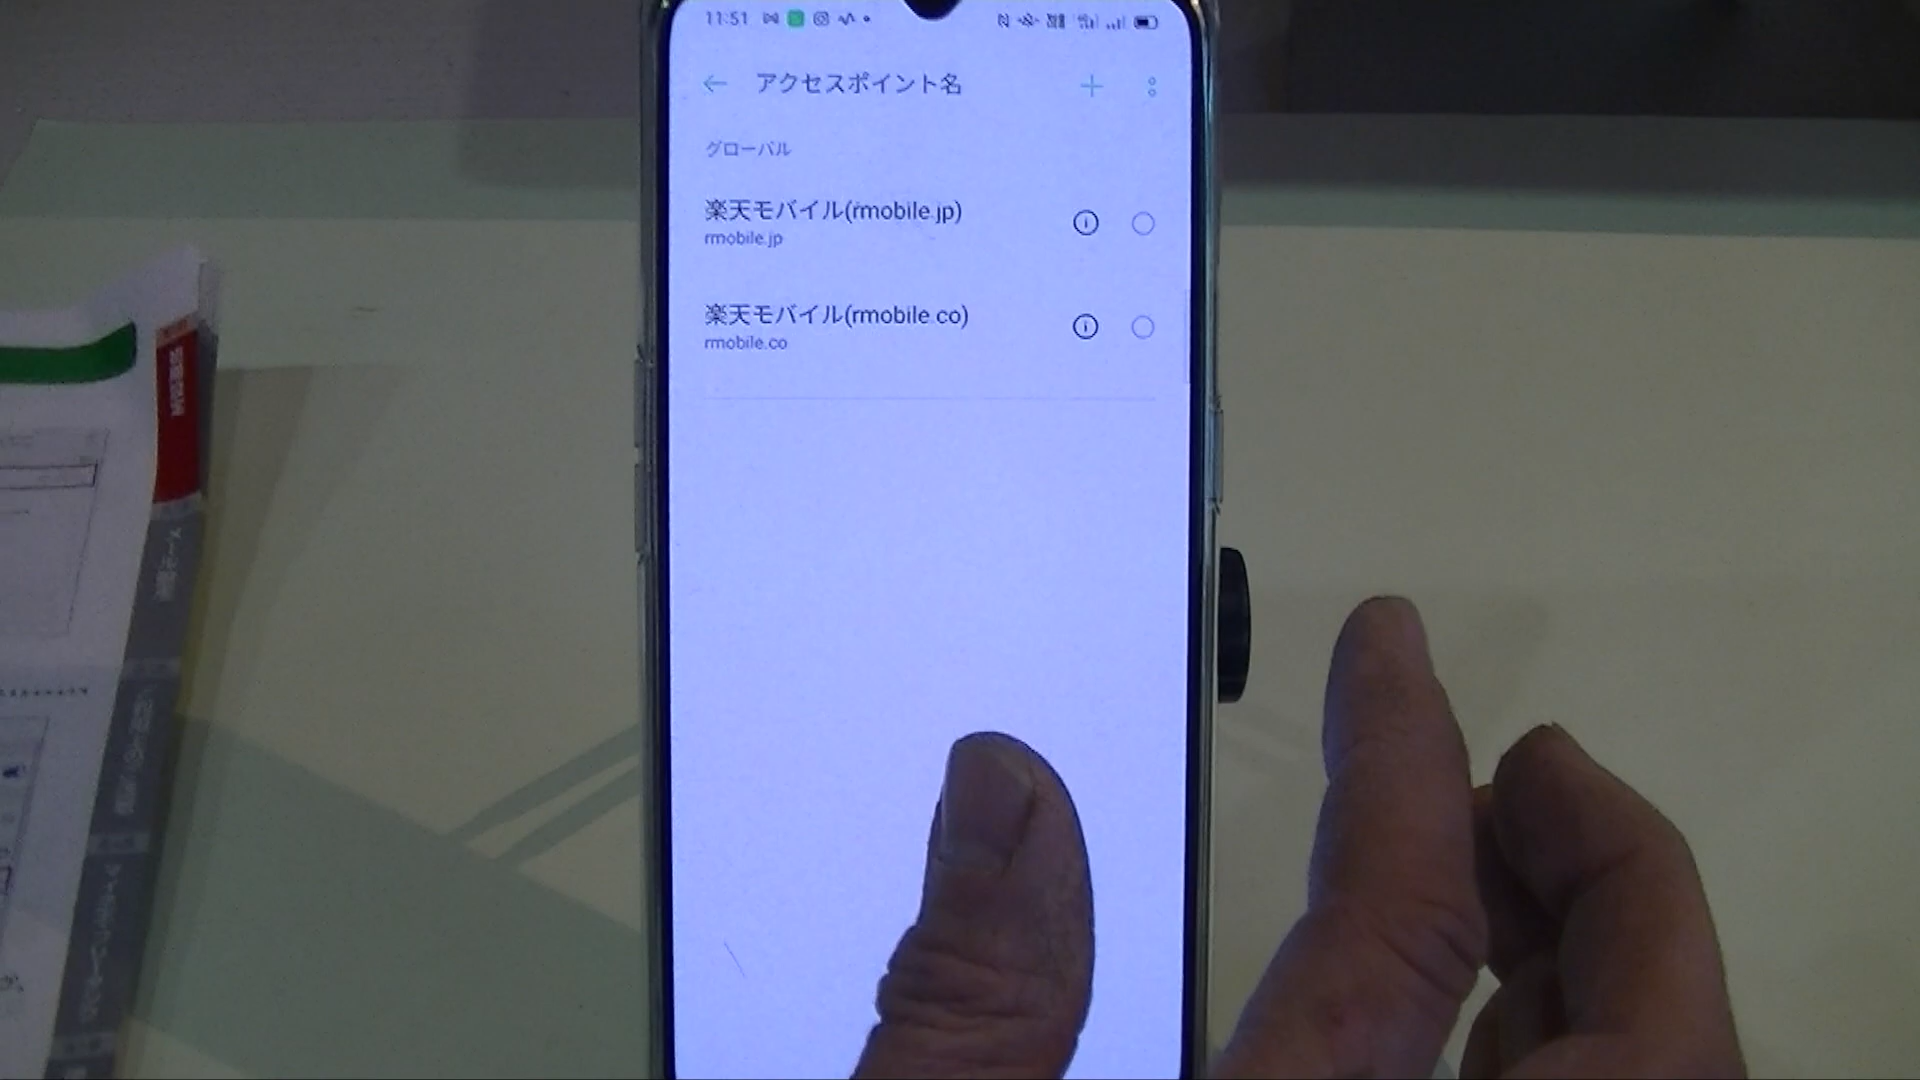 11:51
アクセスポイント名
グローバル
楽天モバイル(rmobile.jp)
rmobile.jp
楽天モバイル(rmobile.co)
rmobile.co